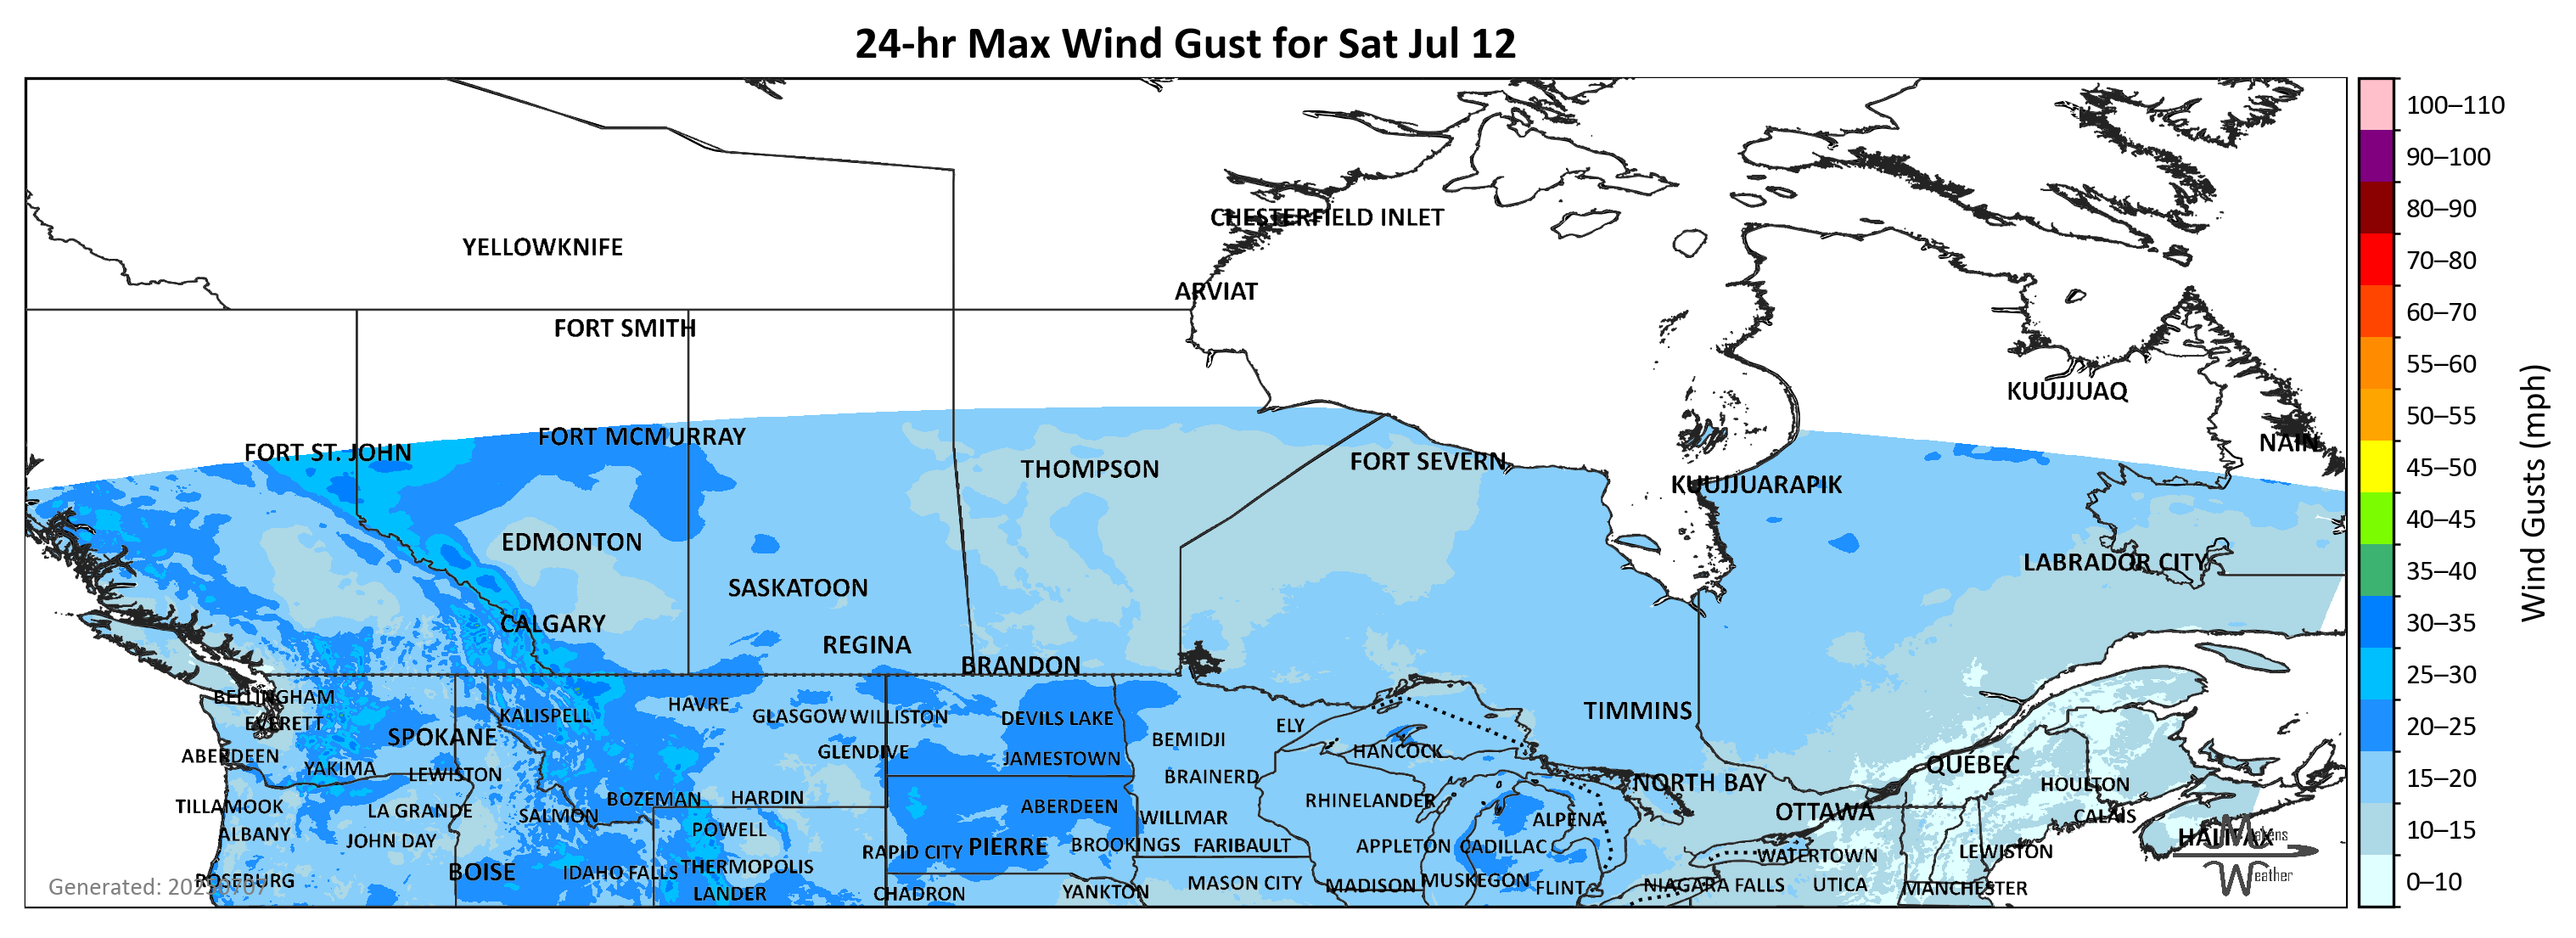 24-hr Max Wind Gust for Sat Jul 12
100–110
90–100
80–90
70–80
60–70
55–60
50–55
45–50
40–45
35–40
30–35
25–30
20–25
15–20
10–15
0–10
Wind Gusts (mph)
CHESTERFIELD INLET
YELLOWKNIFE
ARVIAT
FORT SMITH
KUUJJUAQ
FORT MCMURRAY
NAIN
FORT ST. JOHN
FORT SEVERN
THOMPSON
KUUJJUARAPIK
EDMONTON
LABRADOR CITY
SASKATOON
CALGARY
REGINA
BRANDON
BELLINGHAM
HAVRE
TIMMINS
KALISPELL
GLASGOW
WILLISTON
DEVILS LAKE
EVERETT
ELY
SPOKANE
BEMIDJI
GLENDIVE
HANCOCK
ABERDEEN
JAMESTOWN
QUEBEC
YAKIMA
LEWISTON
BRAINERD
NORTH BAY
HOULTON
BOZEMAN
HARDIN
RHINELANDER
TILLAMOOK
ABERDEEN
LA GRANDE
OTTAWA
SALMON
CALAIS
WILLMAR
ALPENA
POWELL
ALBANY
HALIFAX
JOHN DAY
RAPID CITY
PIERRE
BROOKINGS
FARIBAULT
APPLETON
CADILLAC
LEWISTON
WATERTOWN
THERMOPOLIS
BOISE
IDAHO FALLS
ROSEBURG
MUSKEGON
MASON CITY
MADISON
FLINT
NIAGARA FALLS
UTICA
MANCHESTER
LANDER
CHADRON
YANKTON
Generated:
Weather